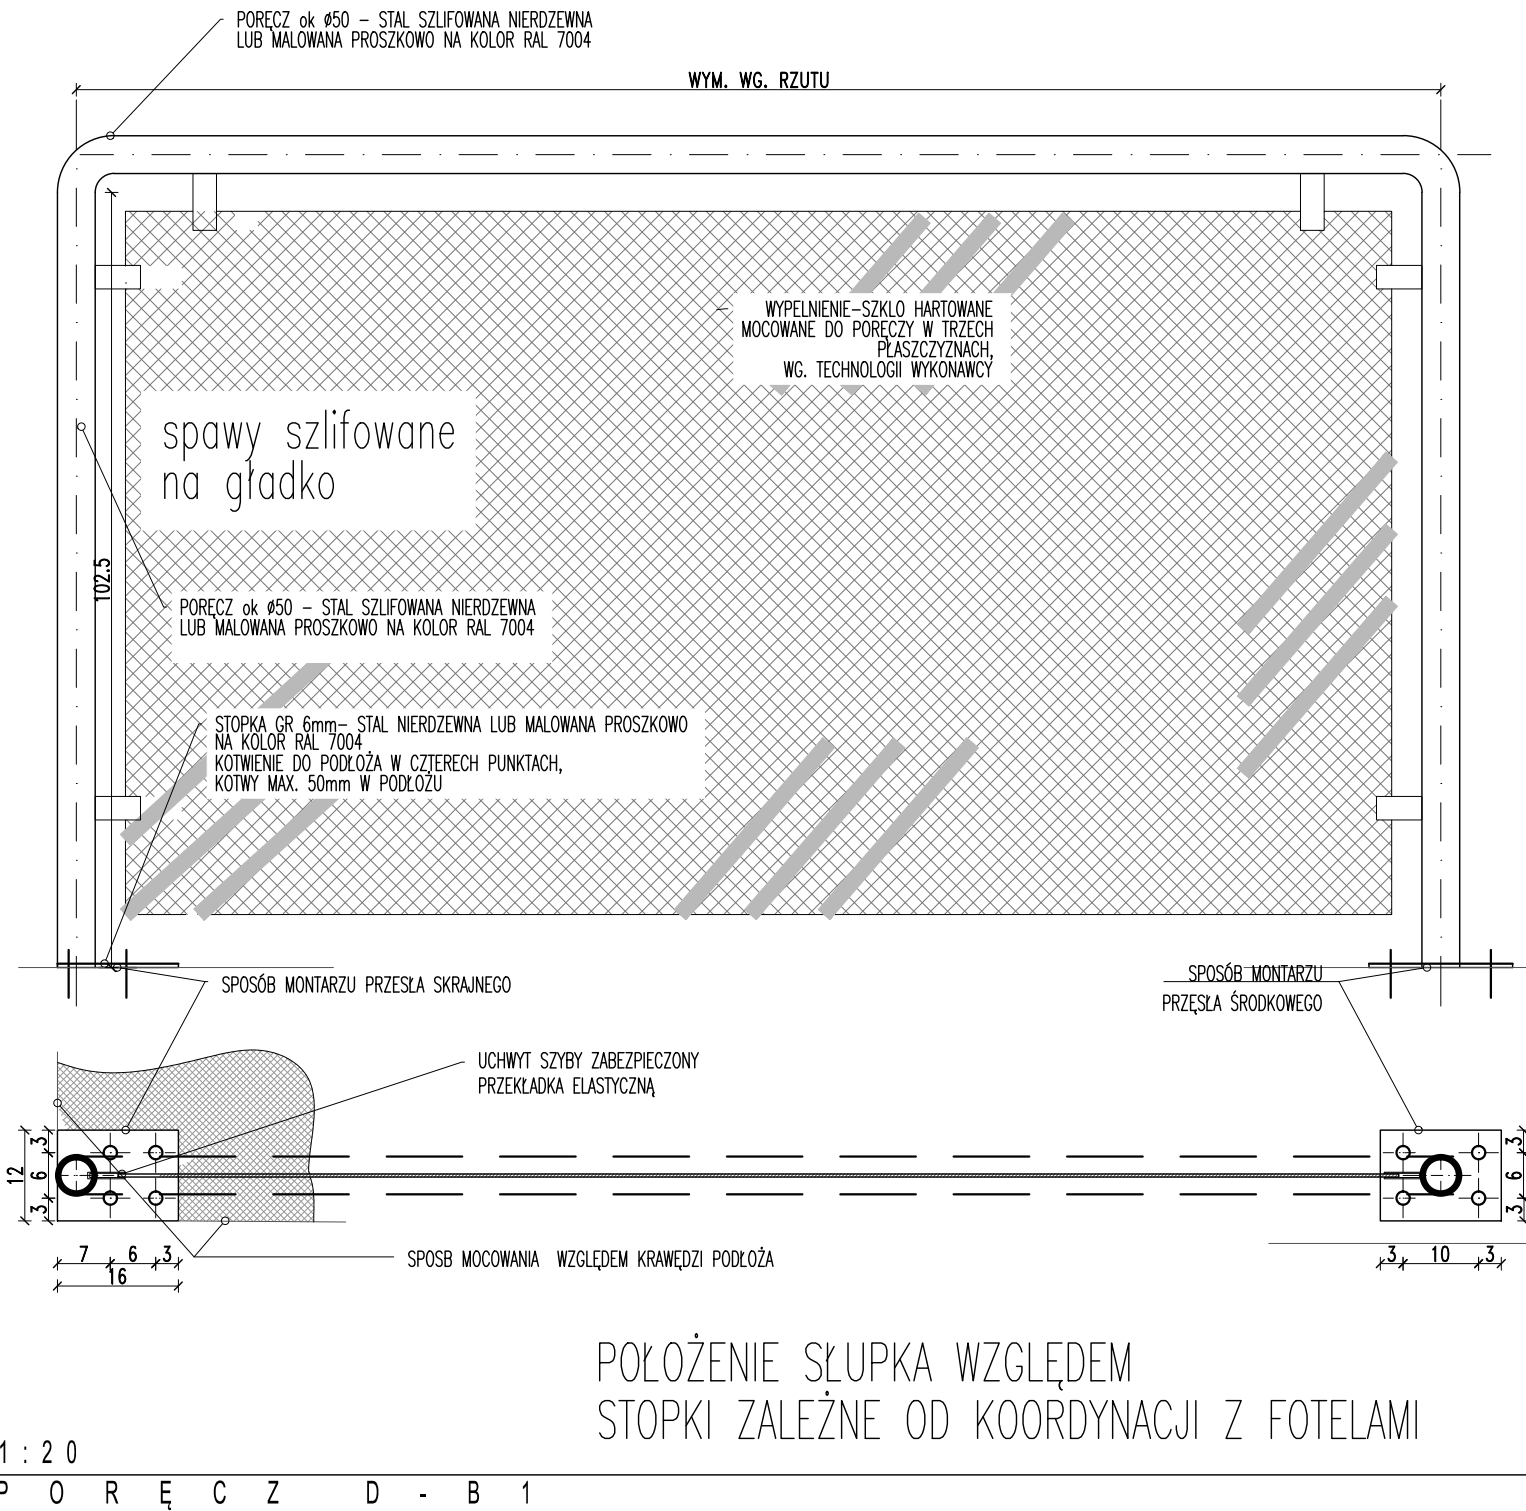 PORĘCZ ok ø50 – STAL SZLIFOWANA NIERDZEWNA
LUB MALOWANA PROSZKOWO NA KOLOR RAL 7004
WYM. WG. RZUTU
WYPELNIENIE–SZKLO HARTOWANE
MOCOWANE DO PORĘCZY W TRZECH
PŁASZCZYZNACH,
WG. TECHNOLOGII WYKONAWCY
spawy szlifowane
na gładko
102.5
PORĘCZ ok ø50 – STAL SZLIFOWANA NIERDZEWNA
LUB MALOWANA PROSZKOWO NA KOLOR RAL 7004
STOPKA GR 6mm– STAL NIERDZEWNA LUB MALOWANA PROSZKOWO
NA KOLOR RAL 7004
KOTWIENIE DO PODŁOŻA W CZTERECH PUNKTACH,
KOTWY MAX. 50mm W PODŁOŻU
SPOSÓB MONTARZU PRZESŁA SKRAJNEGO
SPOSÓB MONTARZU
PRZĘSŁA ŚRODKOWEGO
UCHWYT SZYBY ZABEZPIECZONY
PRZEKŁADKA ELASTYCZNĄ
12
3
6
3
3
6
3
7 6 3
16
3 10 3
SPOSB MOCOWANIA WZGLĘDEM KRAWĘDZI PODŁOŻA
POŁOŻENIE SŁUPKA WZGLĘDEM
STOPKI ZALEŻNE OD KOORDYNACJI Z FOTELAMI
1:20
PORĘCZ D-B1